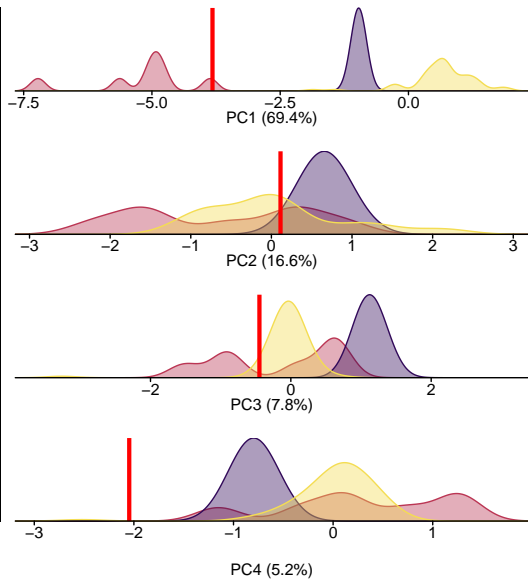 −7.5 −5.0 −2.5 0.0
PC1 (69.4%)
−3 −2 −1 0 1 2 3
PC2 (16.6%)
−2 0 2
PC3 (7.8%)
−3 −2 −1 0 1
PC4 (5.2%)